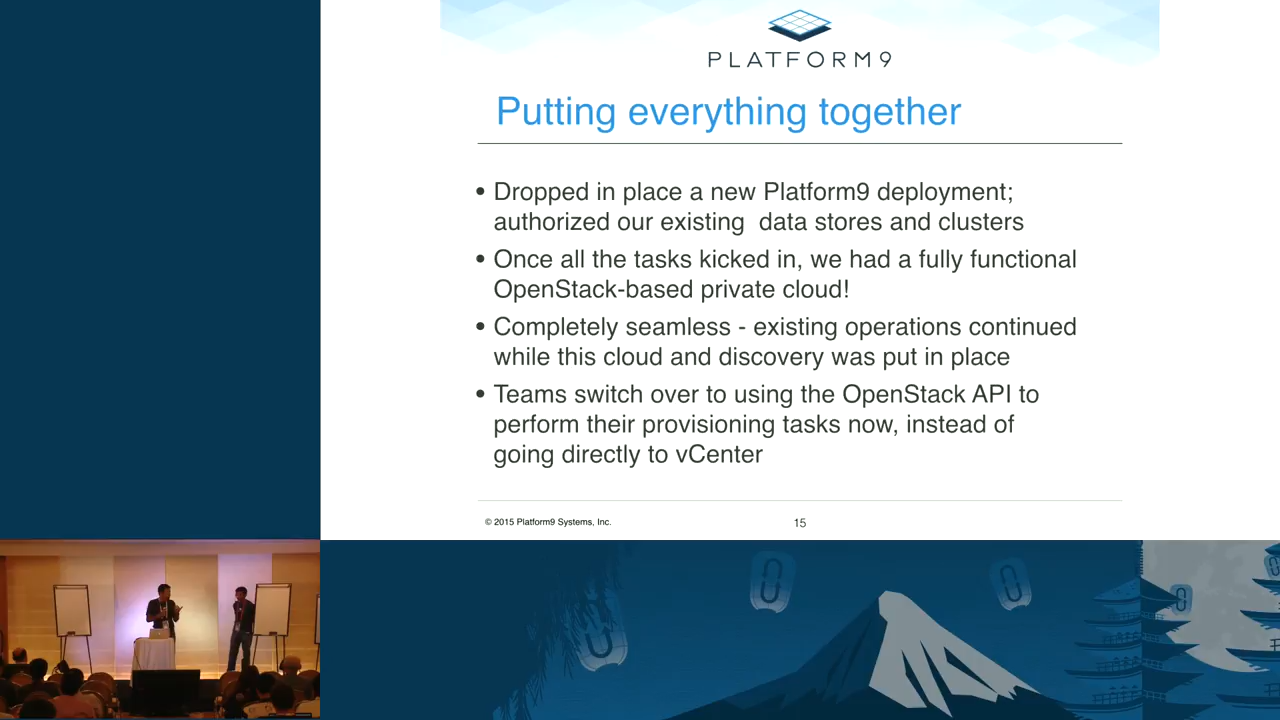 PLATFORM9
Putting everything together
• Dropped in place a new Platform9 deployment;
authorized our existing  data stores and clusters
• Once all the tasks kicked in, we had a fully functional
OpenStack-based private cloud!
• Completely seamless - existing operations continued
while this cloud and discovery was put in place
• Teams switch over to using the OpenStack API to
perform their provisioning tasks now, instead of
going directly to vCenter
© 2015 Platform9 Systems, Inc.
15